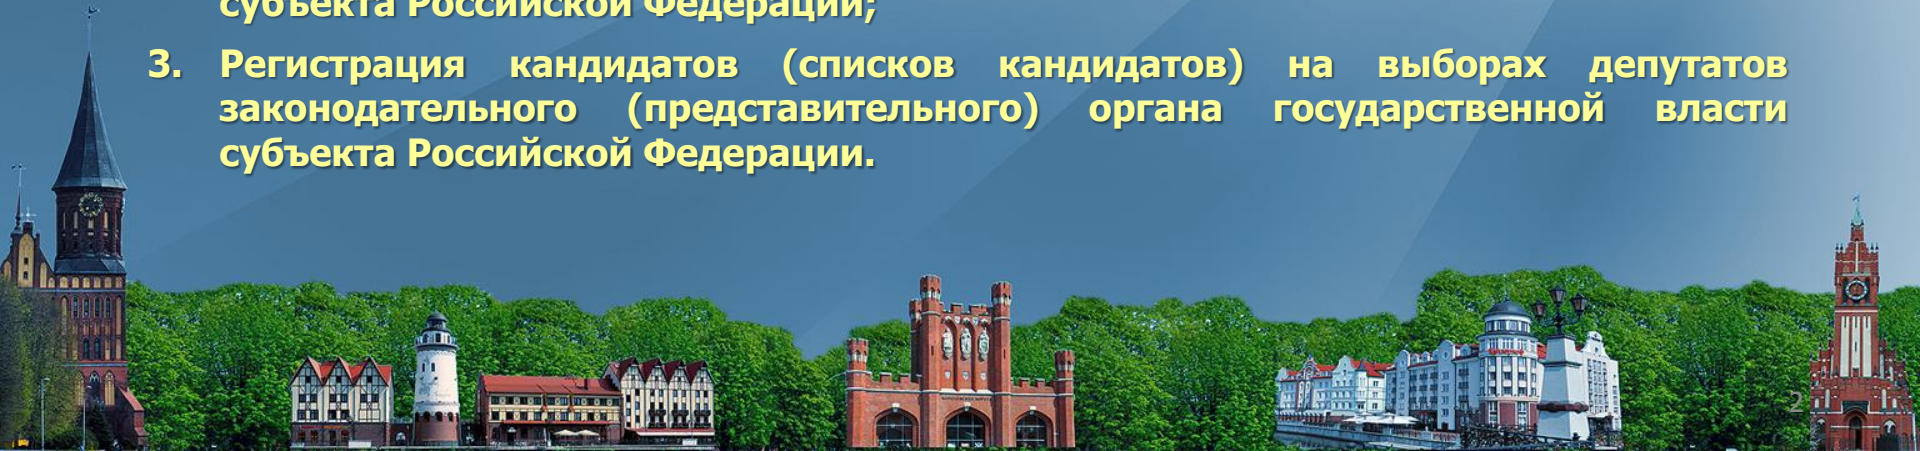 субъекта Российской Федерации;
3. Регистрация кандидатов (списков кандидатов) на выборах депутатов
законодательного (представительного) органа государственной власти
субъекта Российской Федерации.
2